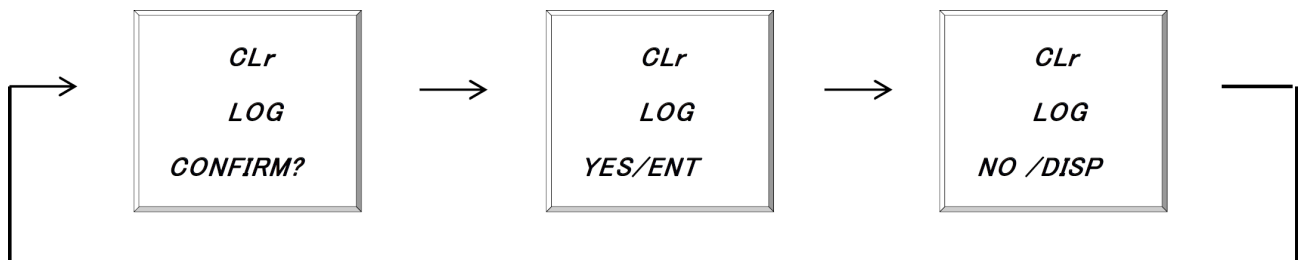 CLr
LOG
CONFIRM?
CLr
LOG
YES/ENT
CLr
LOG
NO /DISP